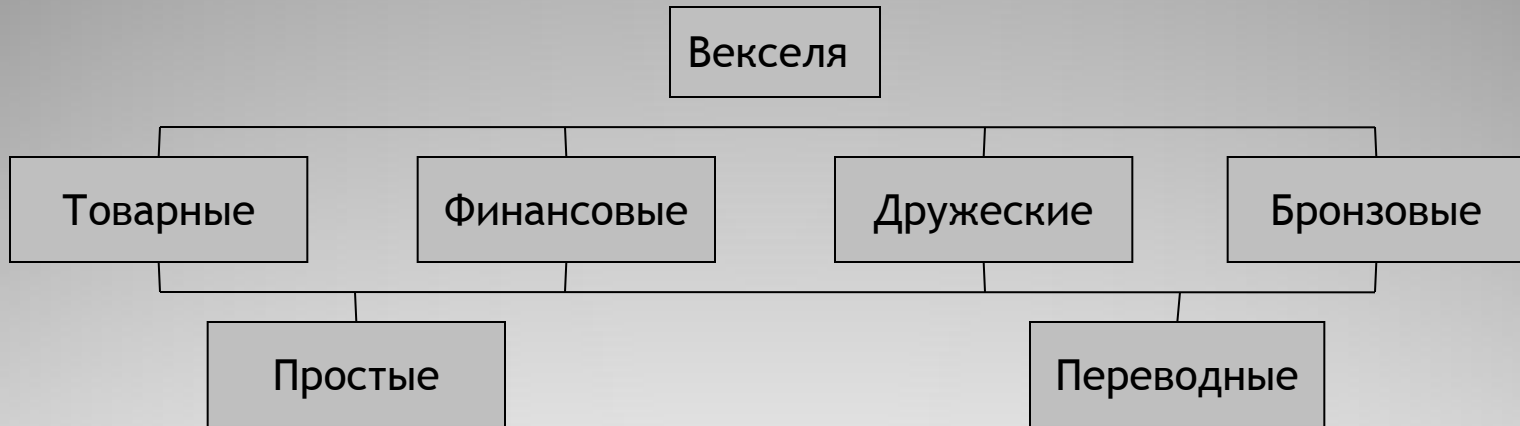 Векселя
Товарные
Финансовые
Дружеские
Бронзовые
Простые
Переводные